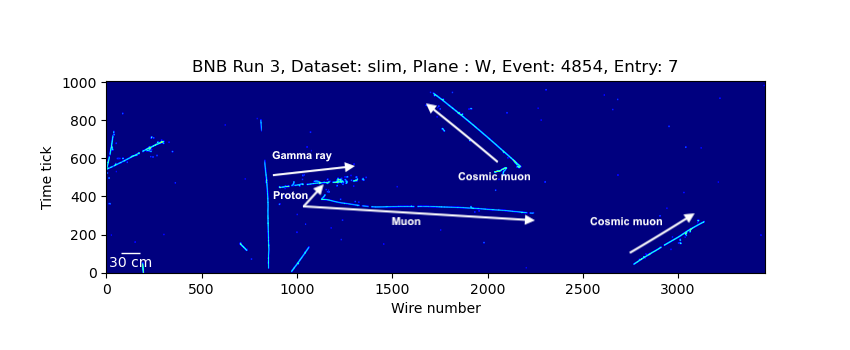 BNB Run 3, Dataset: slim, Plane : W, Event: 4854, Entry: 7
Time tick
1000
800
600
400
200
0
Gamma ray
Proton
Muon
Cosmic muon
Cosmic muon
30 cm
0 500 1000 1500 2000 2500 3000
Wire number